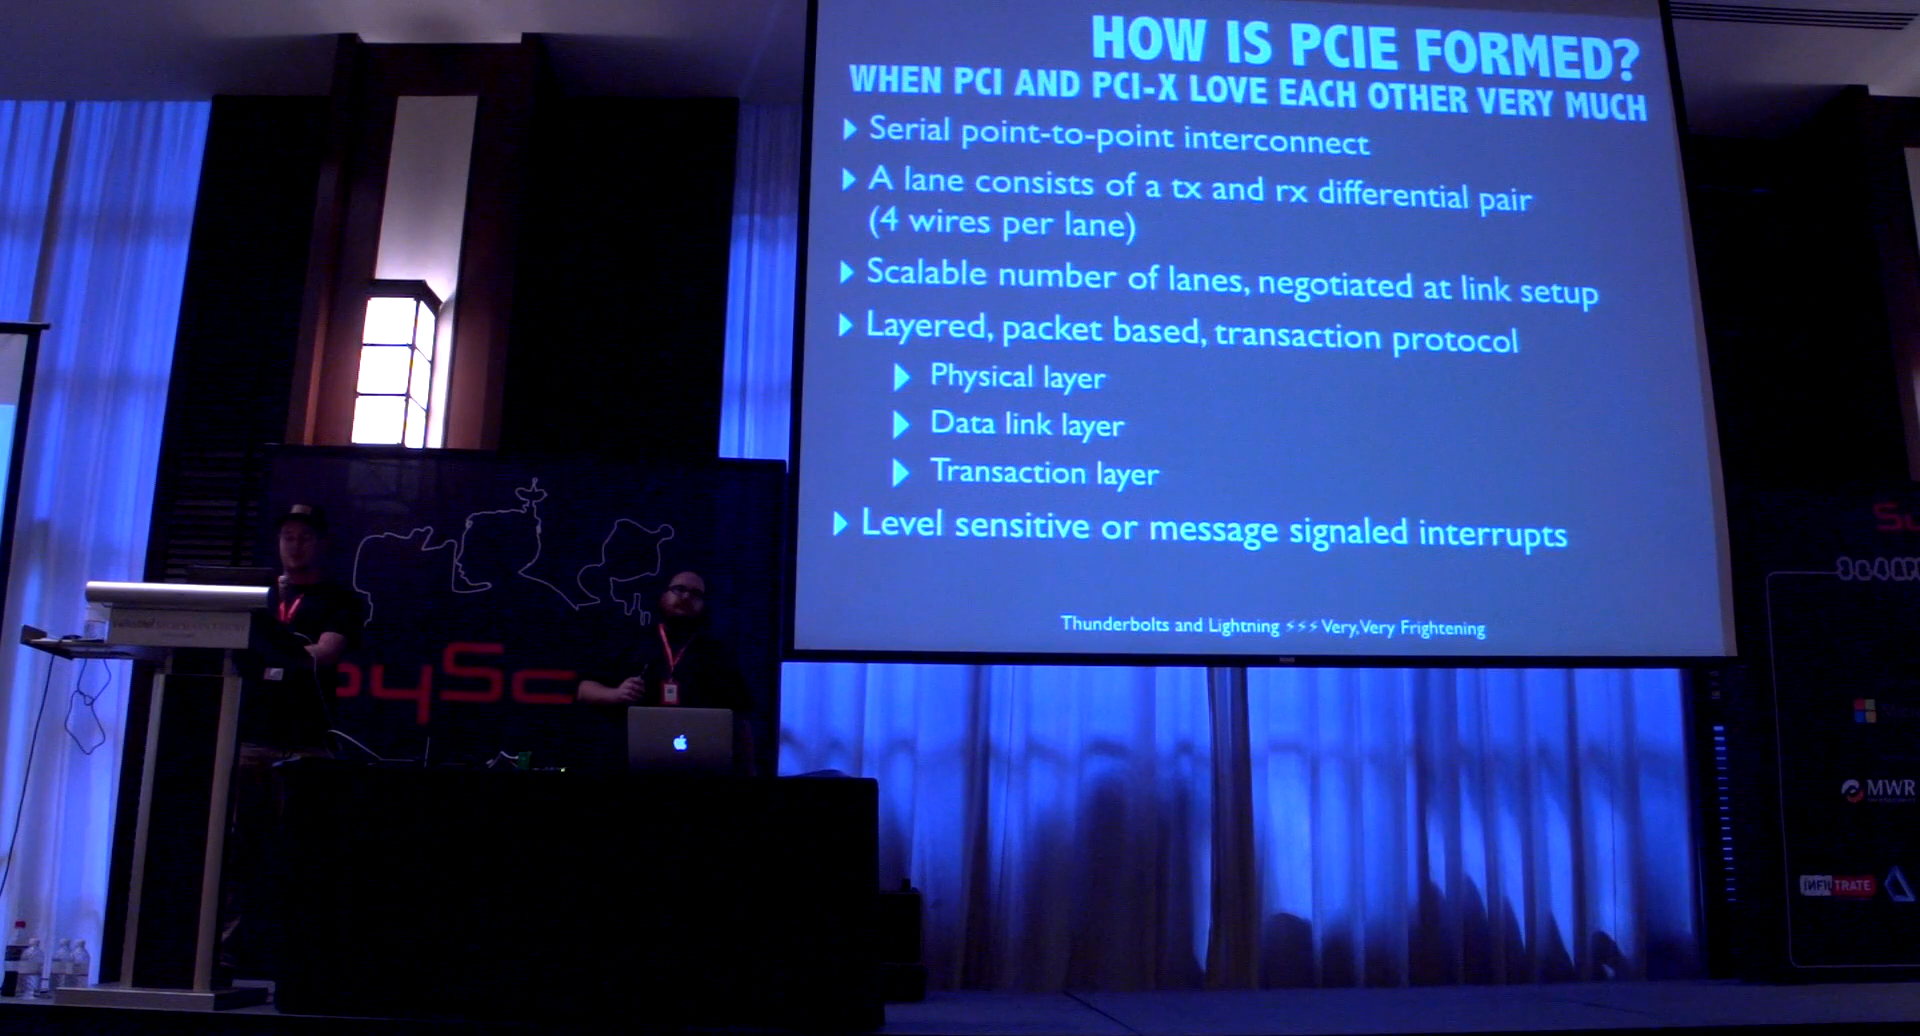 HOW IS PCIE FORMED?
WHEN PCI AND PCI-X LOVE EACH OTHER VERY MUCH
Serial point-to-point interconnect
A lane consists of a tx and rx differential pair
(4 wires per lane)
Scalable number of lanes, negotiated at link setup
Layered, packet based, transaction protocol
Physical layer
Data link layer
Transaction layer
Level sensitive or message signaled interrupts
Thunderbolts and Lightning ⚡⚡⚡ Very, Very Frightening
ySc
MWR
INFILTRATE